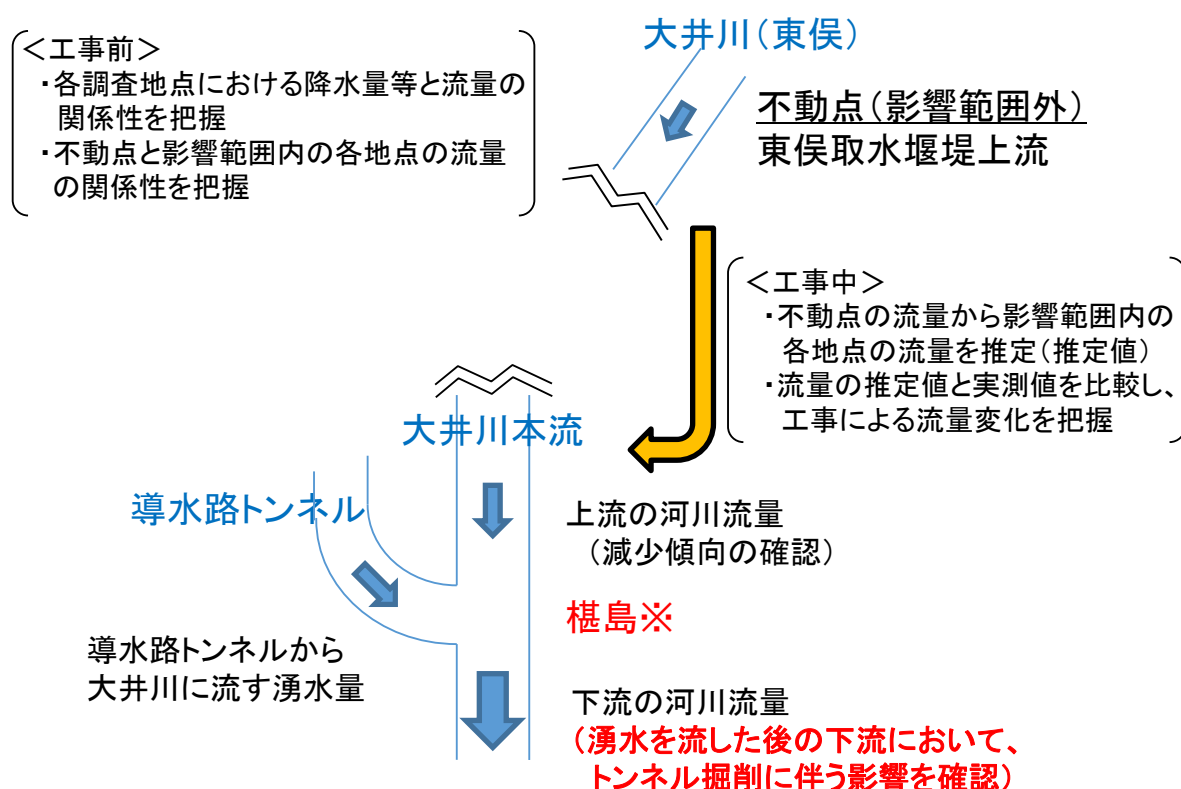 ＜工事前＞
・各調査地点における降水量等と流量の
関係性を把握
・不動点と影響範囲内の各地点の流量
の関係性を把握
大井川（東俣）
不動点（影響範囲外）
東俣取水堰堤上流
＜工事中＞
・不動点の流量から影響範囲内の
各地点の流量を推定（推定値）
・流量の推定値と実測値を比較し、
工事による流量変化を把握
大井川本流
導水路トンネル
上流の河川流量
（減少傾向の確認）
椹島※
導水路トンネルから
大井川に流す湧水量
下流の河川流量
（湧水を流した後の下流において、
トンネル掘削に伴う影響を確認）